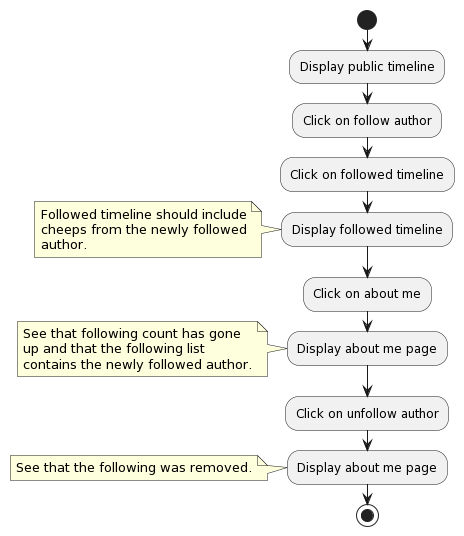 Display public timeline
Click on follow author
Click on followed timeline
Followed timeline should include
cheeps from the newly followed
author.
Display followed timeline
Click on about me
See that following count has gone
up and that the following list
contains the newly followed author.
Display about me page
Click on unfollow author
See that the following was removed.
Display about me page